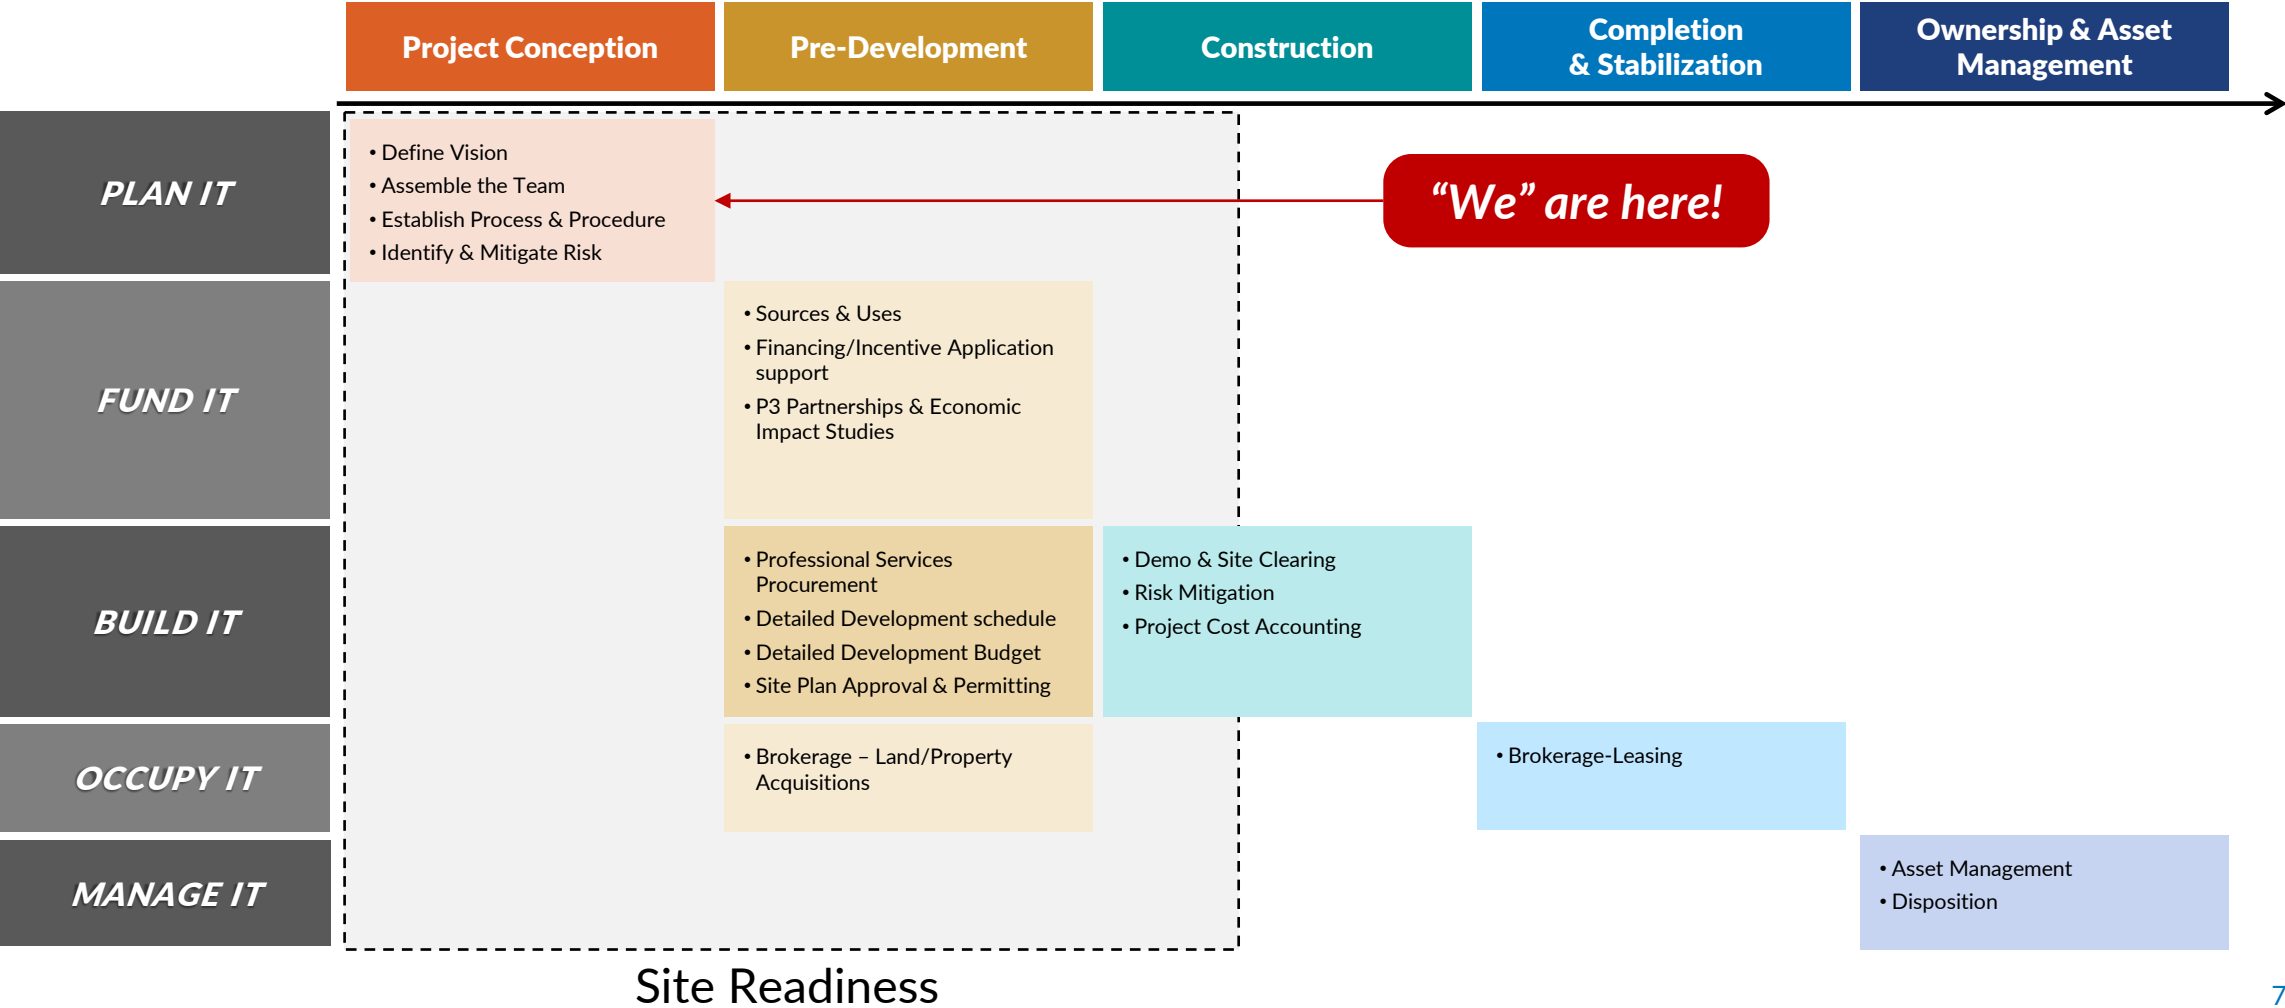 Project Conception
Pre-Development
Construction
Completion
& Stabilization
Ownership & Asset
Management
PLAN IT
• Define Vision
• Assemble the Team
• Establish Process & Procedure
• Identify & Mitigate Risk
“We” are here!
FUND IT
• Sources & Uses
• Financing/Incentive Application
support
• P3 Partnerships & Economic
Impact Studies
BUILD IT
• Professional Services
Procurement
• Detailed Development schedule
• Detailed Development Budget
• Site Plan Approval & Permitting
• Demo & Site Clearing
• Risk Mitigation
• Project Cost Accounting
OCCUPY IT
• Brokerage – Land/Property
Acquisitions
• Brokerage-Leasing
MANAGE IT
• Asset Management
• Disposition
Site Readiness
7